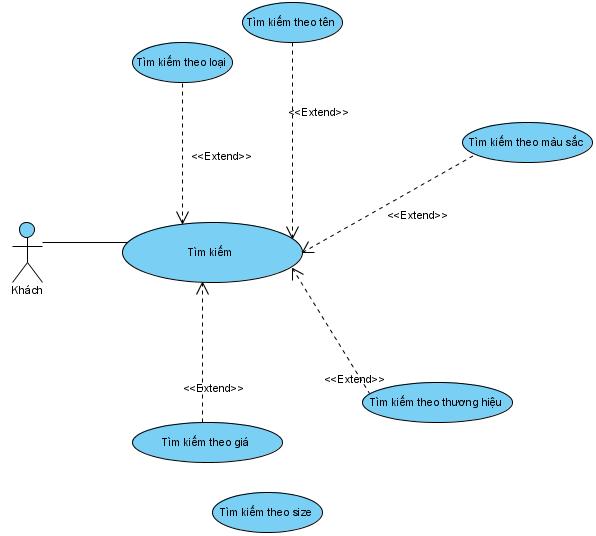 Tìm kiếm theo tên
Tìm kiếm theo loại
<<Extend>>
Tìm kiếm theo màu sắc
<<Extend>>
<<Extend>>
Tìm kiếm
Khách
<<Extend>>
<<Extend>>
Tìm kiếm theo thương hiệu
Tìm kiếm theo giá
Tìm kiếm theo size